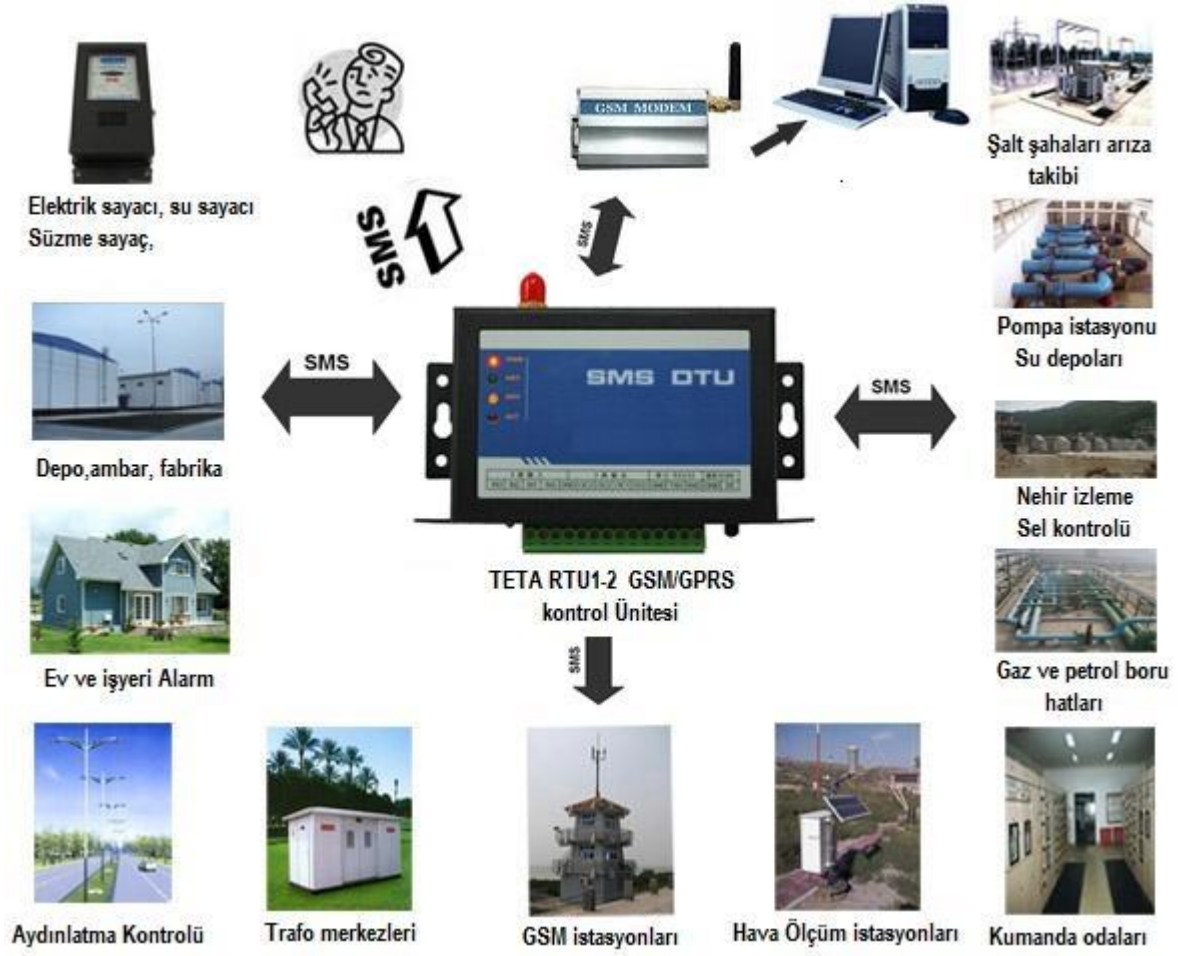 GSM MODEM
Şalt şahaları arıza
takibi
Elektrik sayacı, su sayacı
Süzme sayaç,
SMS
SMS
Pompa istasyonu
Su depoları
SMS
SMS DTU
SMS
Depo,ambar, fabrika
Nehir izleme
Sel kontrolü
TETA RTU1-2 GSM/GPRS
kontrol Ünitesi
SMS
Ev ve işyeri Alarm
Gaz ve petrol boru
hatları
Aydınlatma Kontrolü
Trafo merkezleri
GSM istasyonları
Hava Ölçüm istasyonları
Kumanda odaları